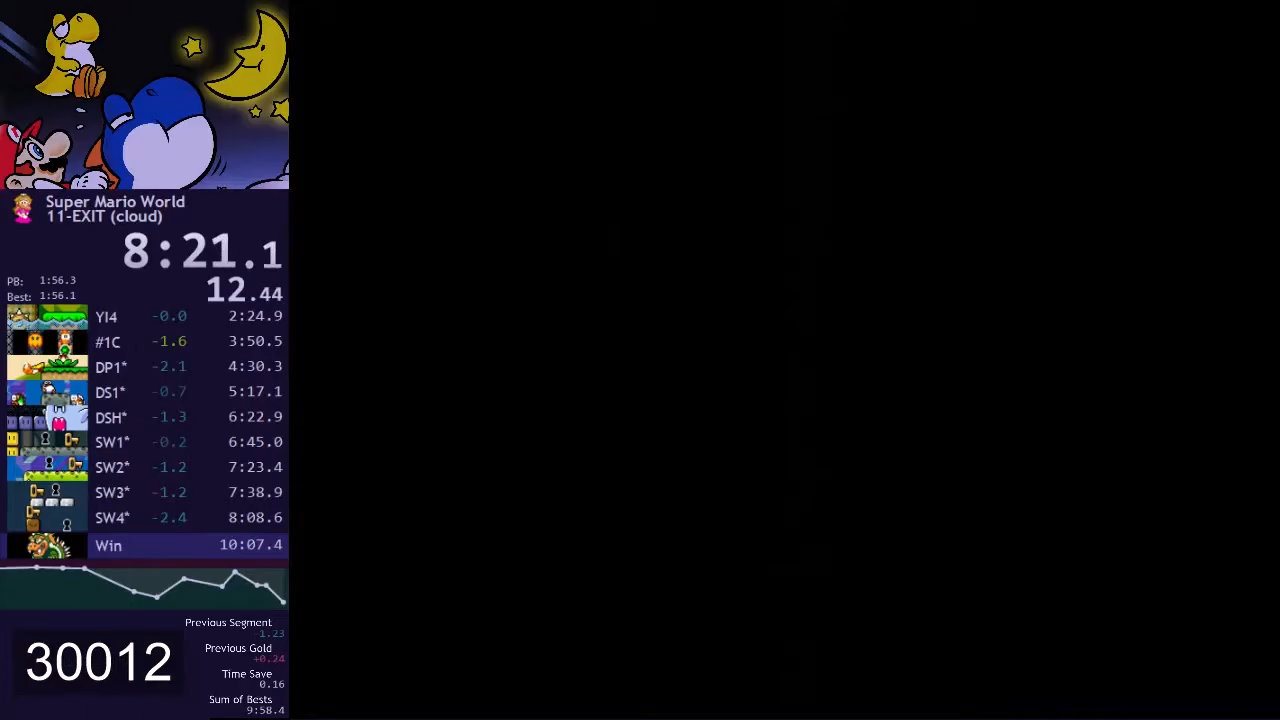 Super Mario World
11-EXIT (cloud)
8:21.1
PB: 1:56.3
12.44
Best: 1:56.1
YI4 -0.0 2:24.9
#1C -1.6 3:50.5
DP1* -2.1 4:30.3
DS1* -0.7 5:17.1
DSH* -1.3 6:22.9
SW1* -0.2 6:45.0
SW2* -1.2 7:23.4
SW3* -1.2 7:38.9
SW4* -2.4 8:08.6
Win 10:07.4
Previous Segment
-1.23
Previous Gold
+0.24
Time Save
0.16
Sum of Bests
9:58.4
30012